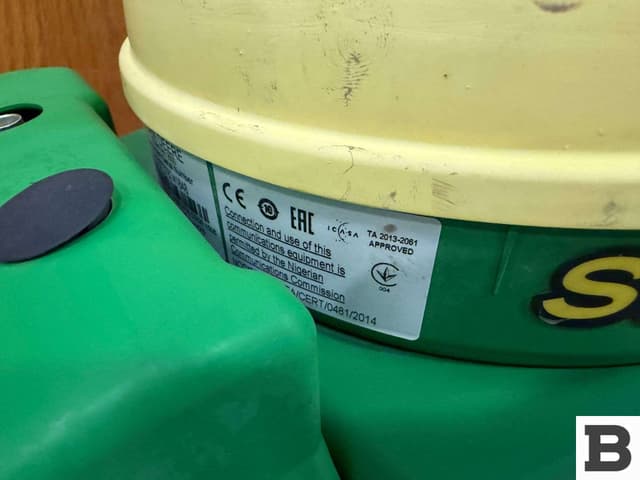 CE 10 EAC
Connection and use of this
communications equipment is
permitted by the Nigerian
Communications Commission
/CERT/0481/2014
ICASA TA 2013-2061
APPROVED
C
004
S
B